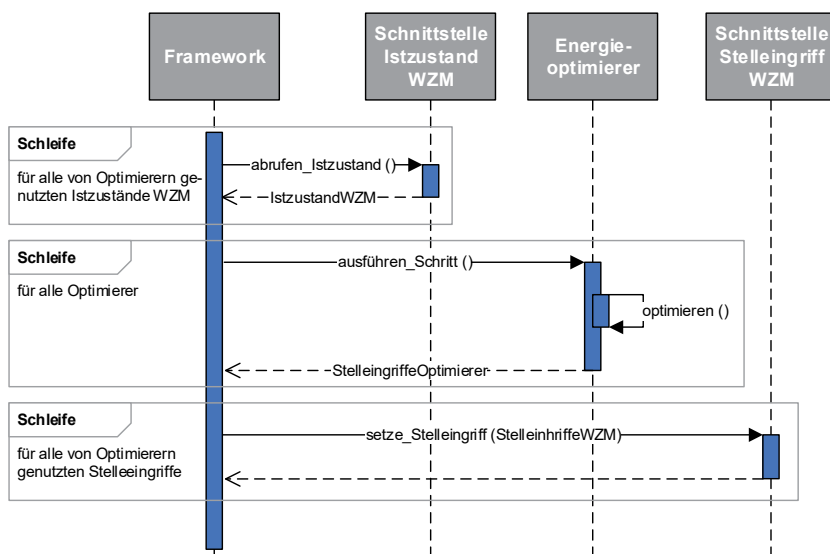 Framework
Schnittstelle
Istzustand
WZM
Energie-
optimierer
Schnittstelle
Stelleingriff
WZM
Schleife
für alle von Optimierern ge-
nutzten Istzustände WZM
abrufen_Istzustand ()
IstzustandWZM
Schleife
für alle Optimierer
ausführen_Schritt ()
optimieren ()
StelleingriffeOptimierer
Schleife
für alle von Optimierern
genutzten Stelleeingriffe
setze_Stelleingriff (StelleinhriffeWZM)